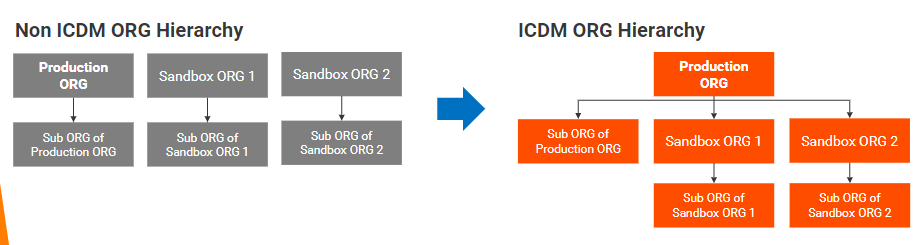 Non ICDM ORG Hierarchy
Production
ORG
Sandbox ORG 1
Sandbox ORG 2
Sub ORG of
Production ORG
Sub ORG of
Sandbox ORG 1
Sub ORG of
Sandbox ORG 2
ICDM ORG Hierarchy
Production
ORG
Sub ORG of
Production ORG
Sandbox ORG 1
Sandbox ORG 2
Sub ORG of
Sandbox ORG 1
Sub ORG of
Sandbox ORG 2